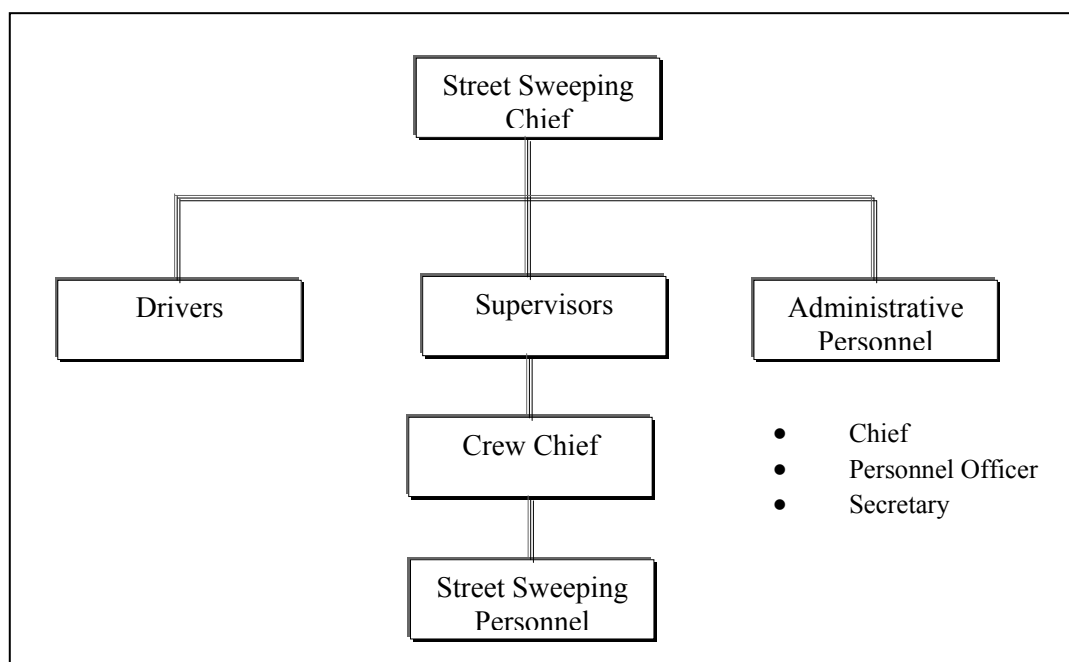 Street Sweeping
Chief
Drivers
Supervisors
Administrative
Personnel
Crew Chief
• Chief
• Personnel Officer
• Secretary
Street Sweeping
Personnel